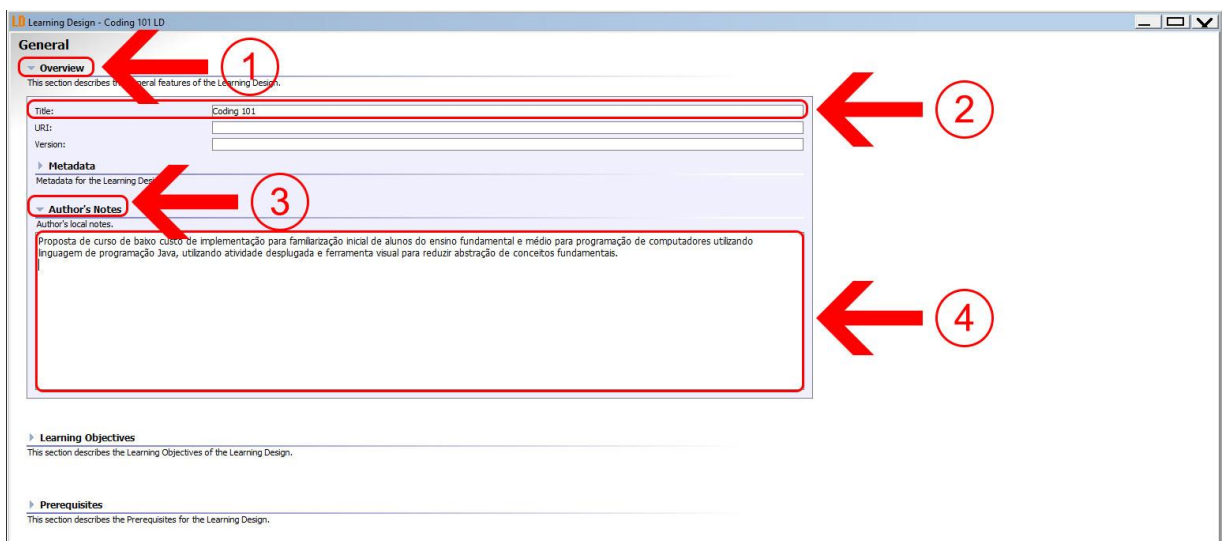 LD Learning Design - Coding 101 LD
General
Overview
1
This section describes the general features of the Learning Design.
Title: Coding 101
2
URI:
Version:
Metadata
Metadata for the Learning
Author's Notes
3
Author's local notes.
Proposta de curso de baixo custo de implementação para familiarização inicial de alunos do ensino fundamental e médio para programação de computadores utilizando
linguagem de programação Java, utilizando atividade desplugada e ferramenta visual para reduzir abstração de conceitos fundamentais.
4
Learning Objectives
This section describes the Learning Objectives of the Learning Design.
Prerequisites
This section describes the Prerequisites for the Learning Design.